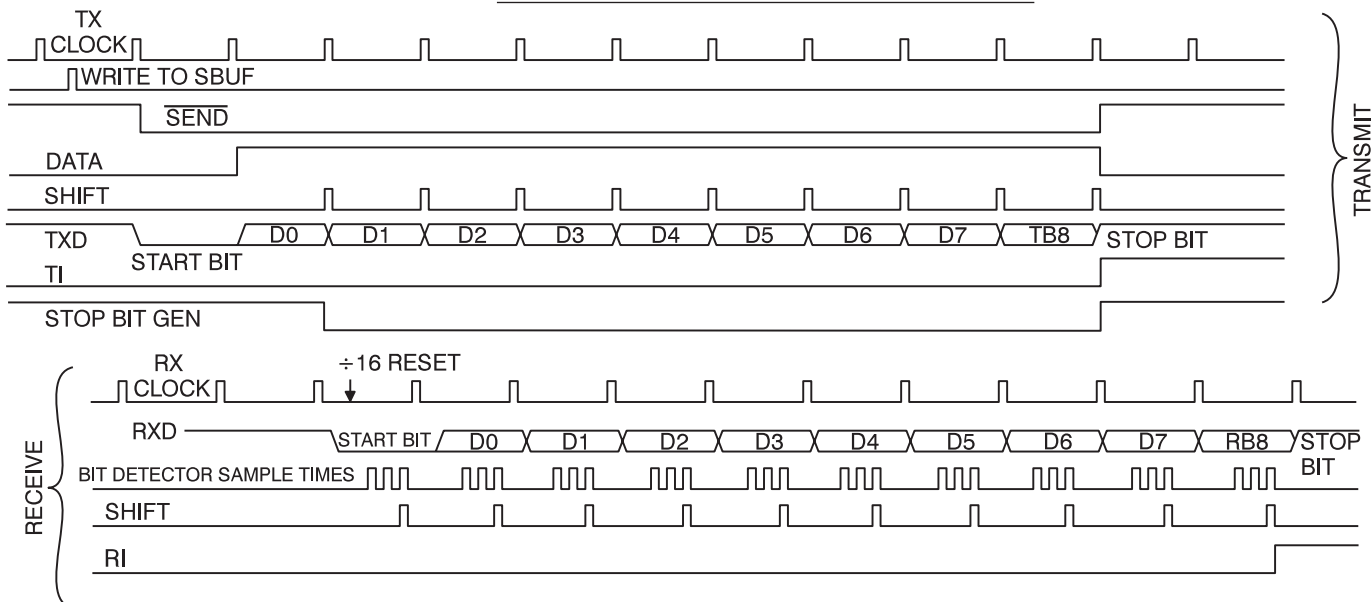 TX
CLOCK
WRITE TO SBUF
SEND
DATA
SHIFT
TXD
D0 D1 D2 D3 D4 D5 D6 D7 TB8
START BIT
STOP BIT
TI
STOP BIT GEN
TRANSMIT
RX
CLOCK
÷16 RESET
RXD
START BIT D0 D1 D2 D3 D4 D5 D6 D7 RB8 STOP
BIT
BIT DETECTOR SAMPLE TIMES
SHIFT
RI
RECEIVE